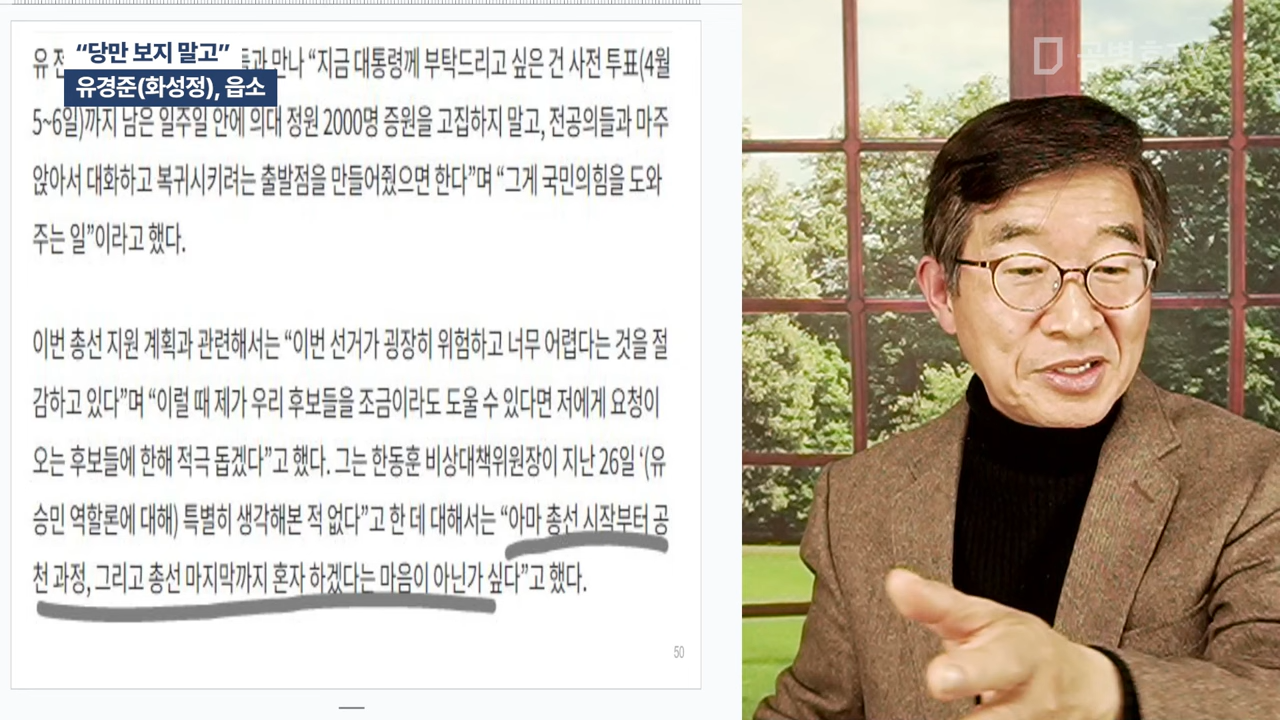 “당만 보지 말고”
유경준(화성정), 읍소
유 전 들과 만나 “지금 대통령께 부탁드리고 싶은 건 사전 투표(4월
5~6일)까지 남은 일주일 안에 의대 정원 2000명 증원을 고집하지 말고, 전공의들과 마주
앉아서 대화하고 복귀시키려는 출발점을 만들어줬으면 한다”며 “그게 국민의힘을 도와
주는 일”이라고 했다.
이번 총선 지원 계획과 관련해서는 “이번 선거가 굉장히 위험하고 너무 어렵다는 것을 절
감하고 있다”며 “이럴 때 제가 우리 후보들을 조금이라도 도울 수 있다면 저에게 요청이
오는 후보들에 한해 적극 돕겠다”고 했다. 그는 한동훈 비상대책위원장이 지난 26일 ‘(유
승민 역할론에 대해) 특별히 생각해본 적 없다”고 한 데 대해서는 “아마 총선 시작부터 공
천 과정, 그리고 총선 마지막까지 혼자 하겠다는 마음이 아닌가 싶다”고 했다.
50